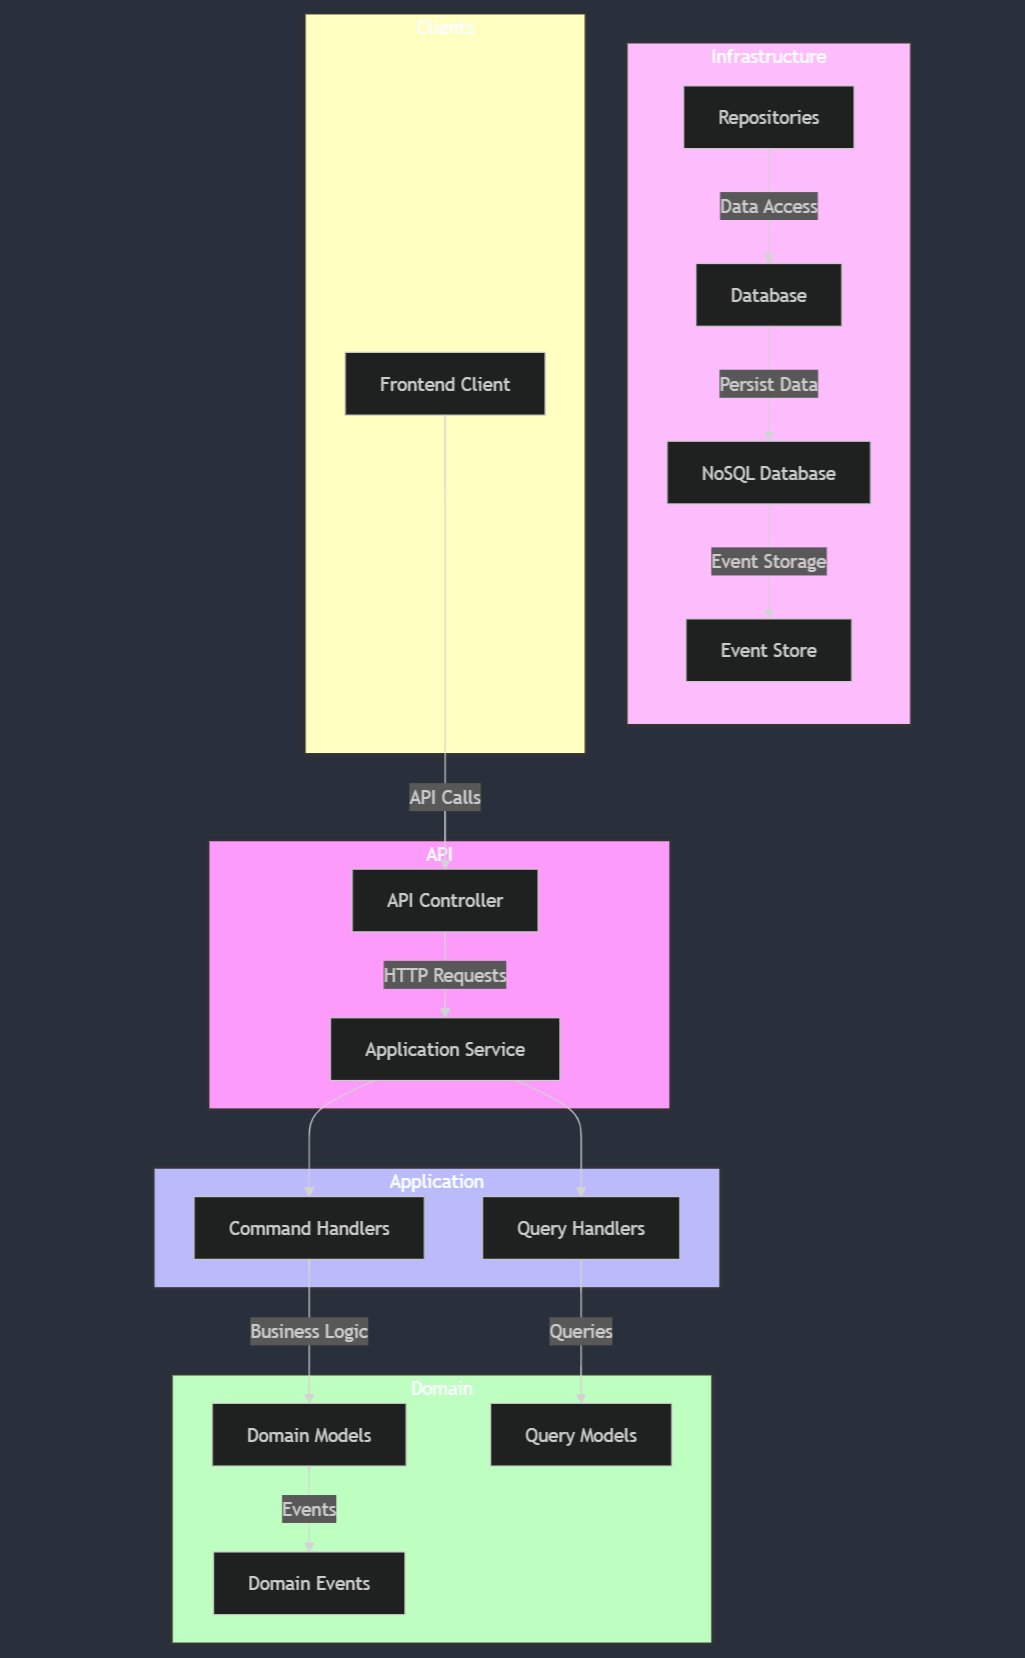 Clients
Frontend Client
Infrastructure
Repositories
Data Access
Database
Persist Data
NoSQL Database
Event Storage
Event Store
API Calls
API
API Controller
HTTP Requests
Application Service
Application
Command Handlers
Query Handlers
Business Logic
Queries
Domain
Domain Models
Query Models
Events
Domain Events